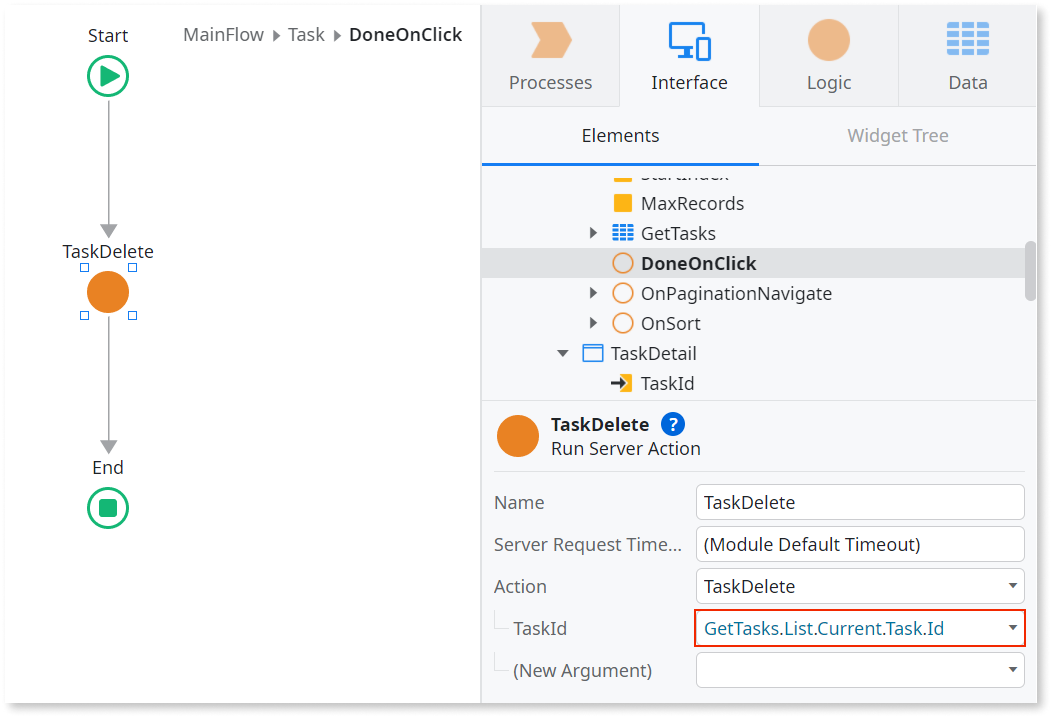 Start
MainFlow Task DoneOnClick
TaskDelete
End
Processes
Interface
Logic
Data
Elements
Widget Tree
StartIndex
MaxRecords
GetTasks
DoneOnClick
OnPaginationNavigate
OnSort
TaskDetail
TaskId
TaskDelete ?
Run Server Action
Name TaskDelete
Server Request Time... (Module Default Timeout)
Action TaskDelete
TaskId GetTasks.List.Current.Task.Id
(New Argument)